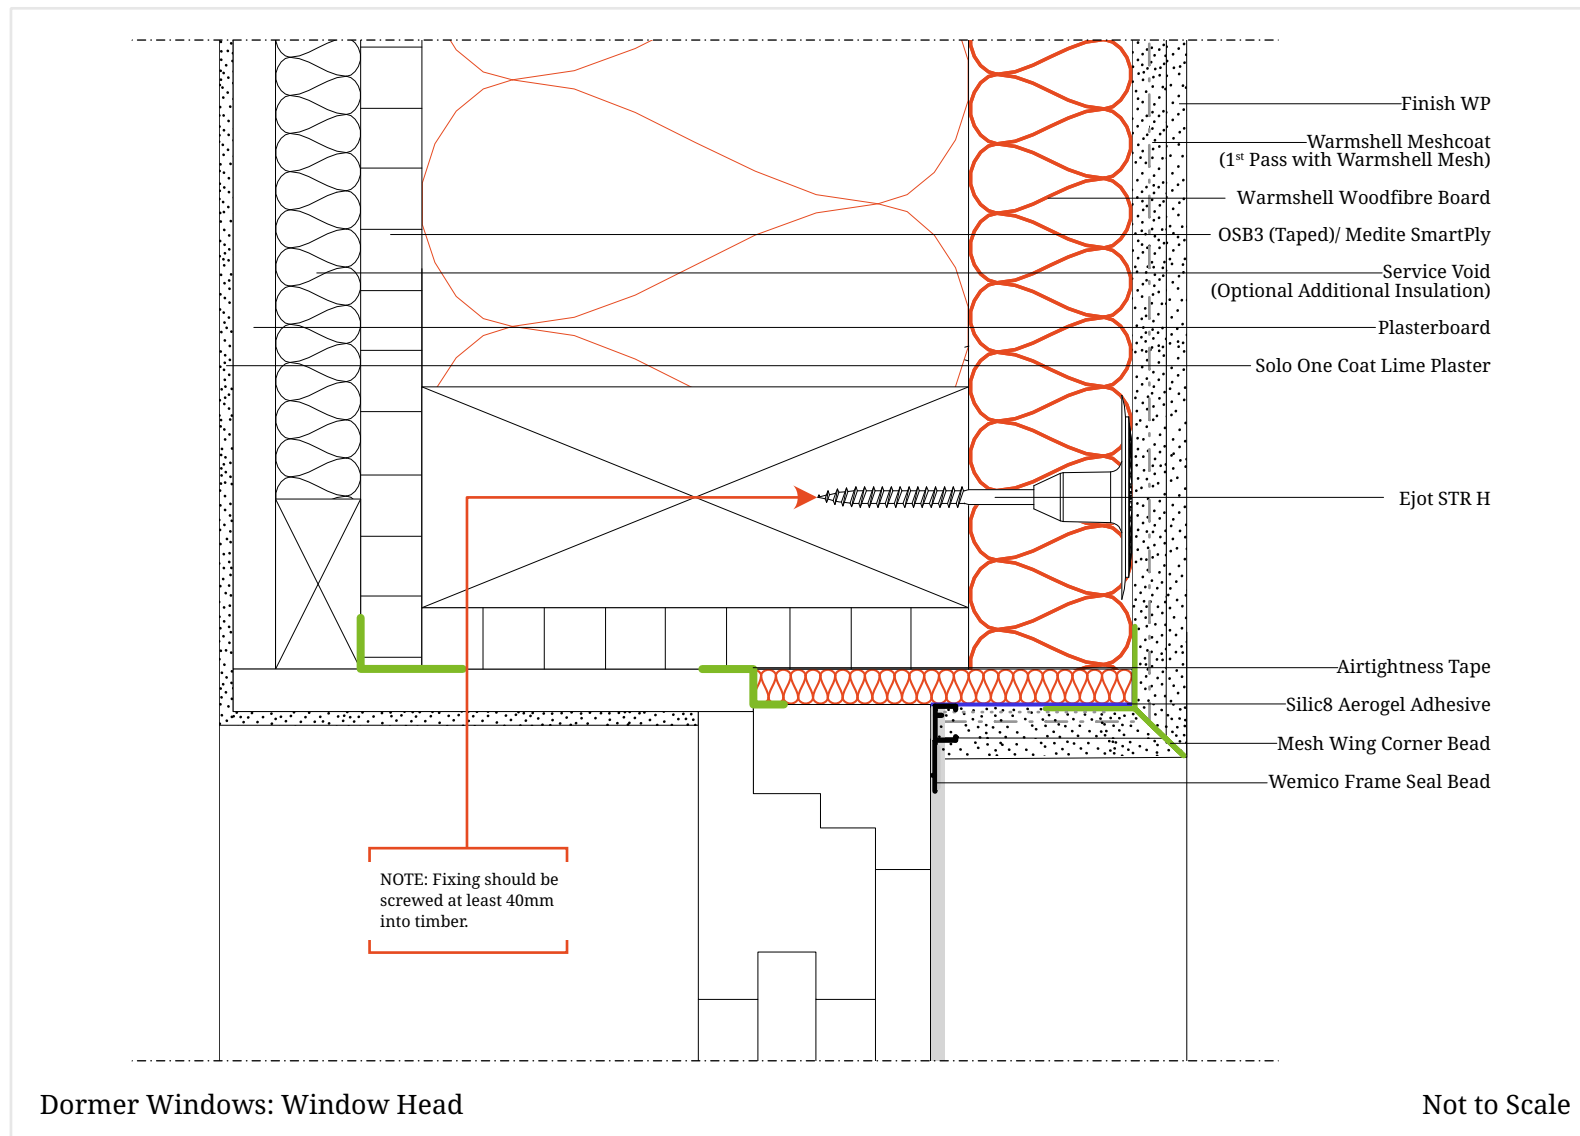 Finish WP
Warmshell Meshcoat
(1st Pass with Warmshell Mesh)
Warmshell Woodfibre Board
OSB3 (Taped)/ Medite SmartPly
Service Void
(Optional Additional Insulation)
Plasterboard
Solo One Coat Lime Plaster
Ejot STR H
Airtightness Tape
Silic8 Aerogel Adhesive
Mesh Wing Corner Bead
Wemico Frame Seal Bead
NOTE: Fixing should be
screwed at least 40mm
into timber.
Dormer Windows: Window Head
Not to Scale